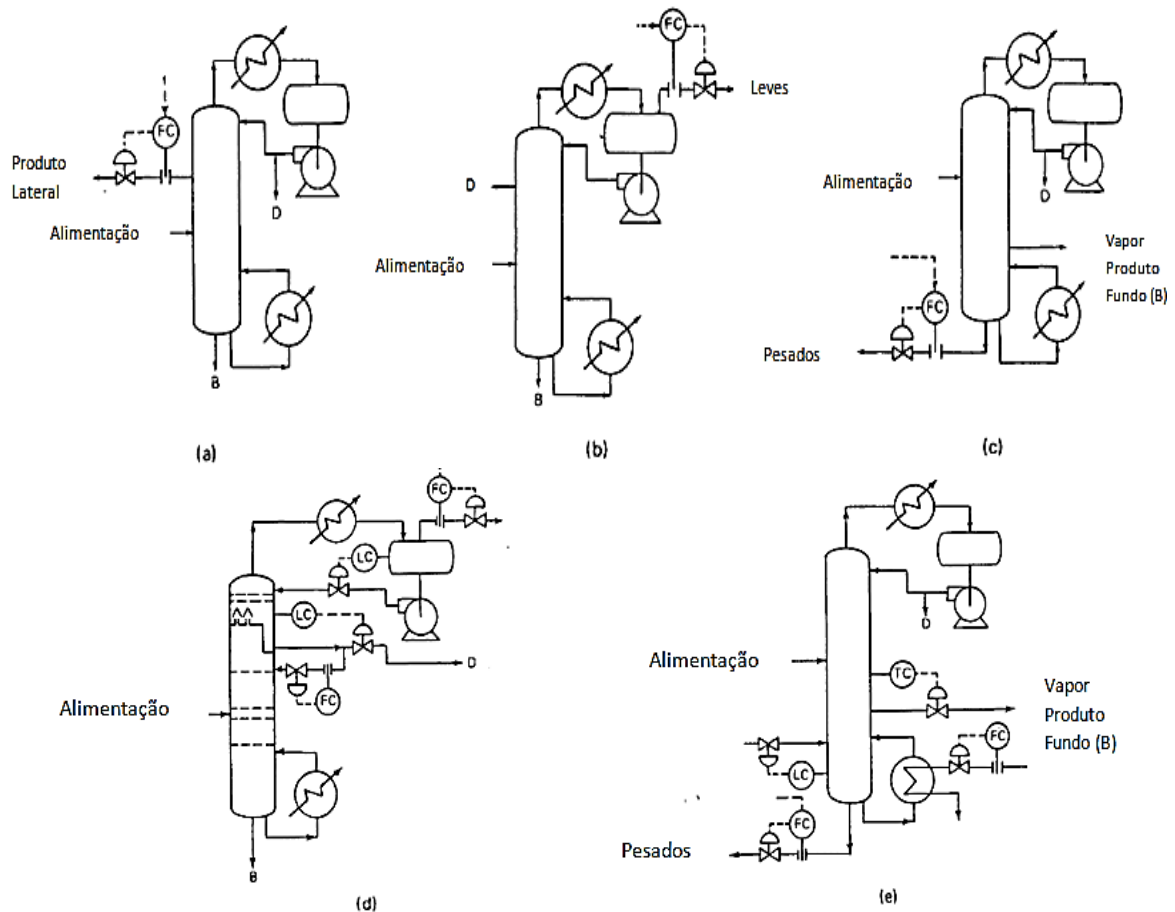 FC
Produto
Lateral
Alimentação
D
B
(a)
FC
Leves
D
Alimentação
B
(b)
Alimentação
D
Vapor
Produto
Fundo (B)
FC
Pesados
(c)
FC
LC
LC
D
FC
Alimentação
B
(d)
D
Alimentação
TC
Vapor
Produto
Fundo (B)
FC
LC
FC
Pesados
(e)